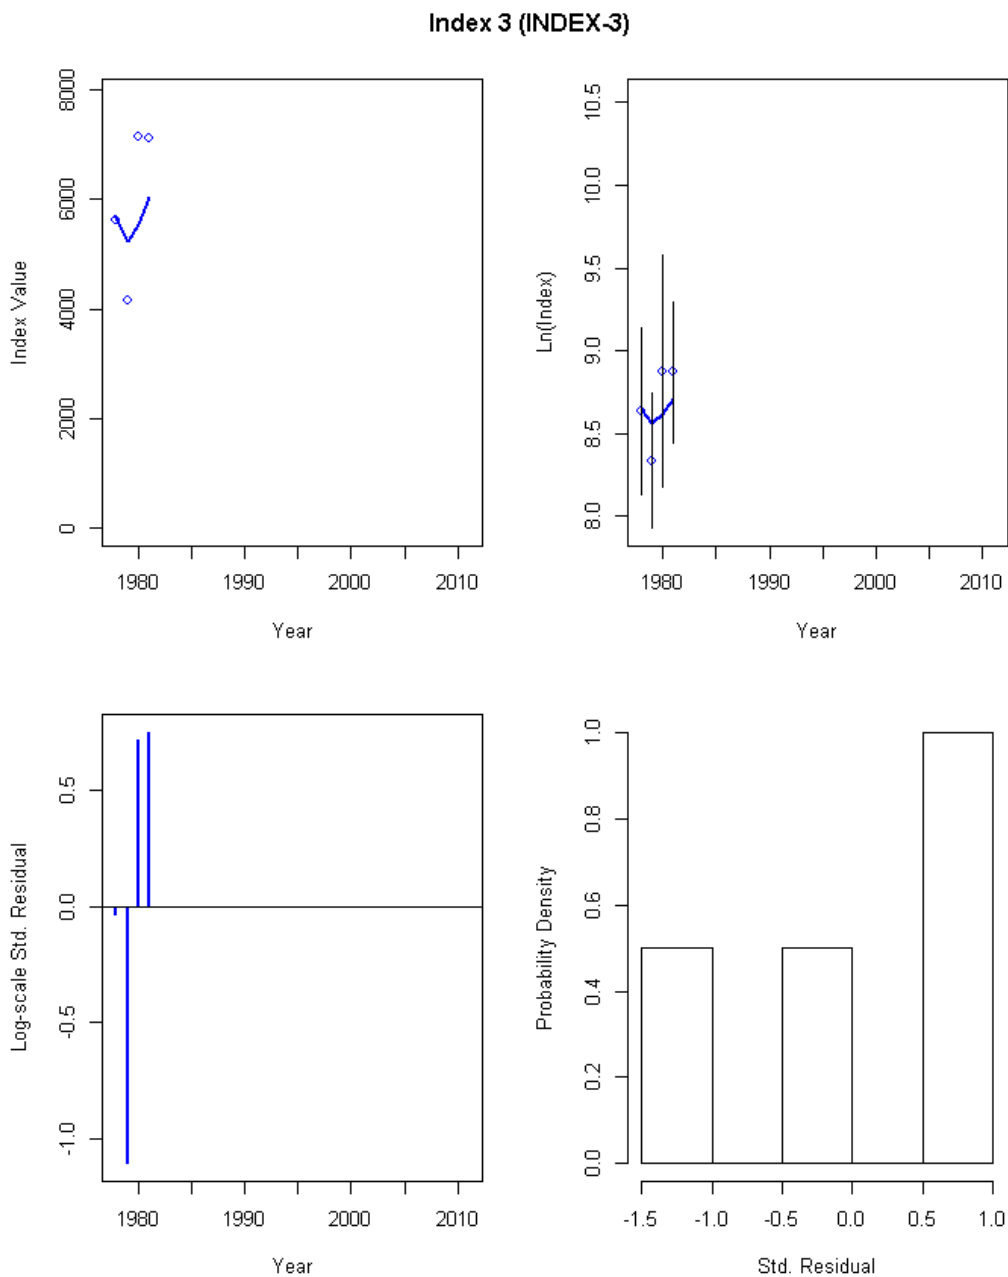 Index 3 (INDEX-3)
Index Value
8000
6000
4000
2000
0
1980 1990 2000 2010
Year
Ln(Index)
10.5
10.0
9.5
9.0
8.5
8.0
1980 1990 2000 2010
Year
Log-scale Std. Residual
0.5
0.0
-0.5
-1.0
1980 1990 2000 2010
Year
Probability Density
1.0
0.8
0.6
0.4
0.2
0.0
-1.5 -1.0 -0.5 0.0 0.5 1.0
Std. Residual